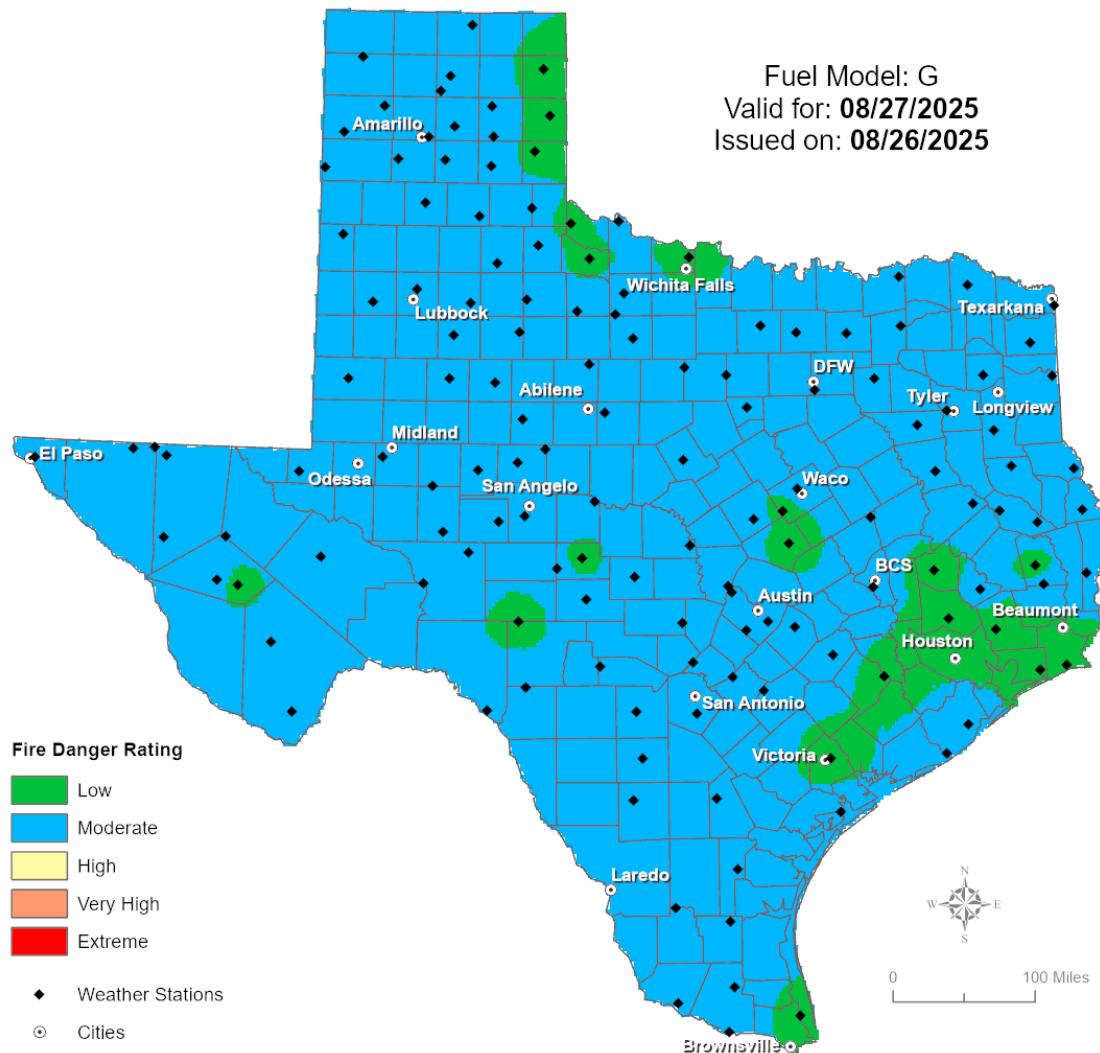 Fuel Model: G
Valid for: 08/27/2025
Issued on: 08/26/2025
Amarillo
Wichita Falls
Lubbock
Texarkana
DFW
Abilene
Tyler
Longview
Midland
El Paso
Odessa
San Angelo
Waco
BCS
Austin
Beaumont
Houston
San Antonio
Victoria
Laredo
Brownsville
Fire Danger Rating
Low
Moderate
High
Very High
Extreme
Weather Stations
Cities
N
W E
S
0 100 Miles